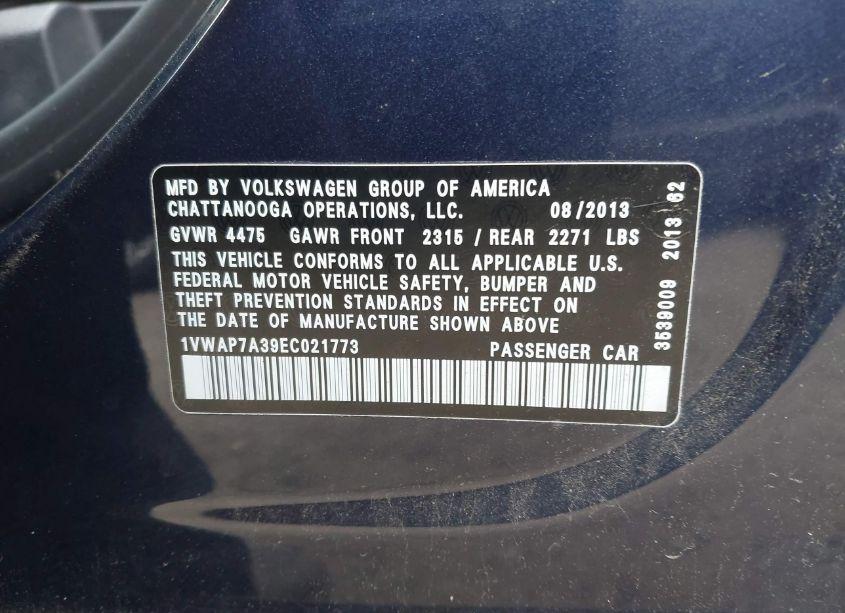 MFD BY VOLKSWAGEN GROUP OF AMERICA
CHATTANOOGA OPERATIONS, LLC. 08/2013
GVWR 4475 GAWR FRONT 2315 / REAR 2271 LBS
THIS VEHICLE CONFORMS TO ALL APPLICABLE U.S.
FEDERAL MOTOR VEHICLE SAFETY, BUMPER AND
THEFT PREVENTION STANDARDS IN EFFECT ON
THE DATE OF MANUFACTURE SHOWN ABOVE
1VWAP7A39EC021773 PASSENGER CAR
3539009 2013 62